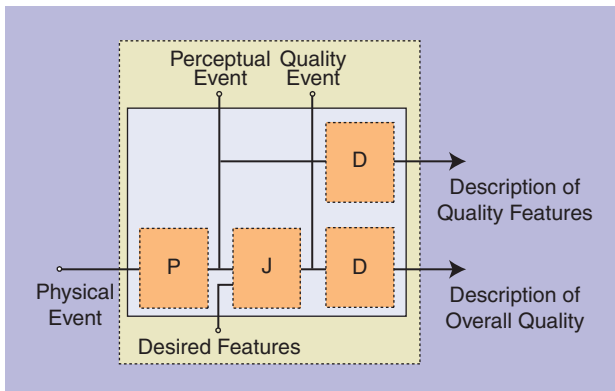 Perceptual Quality
Event Event
D
Description of
Quality Features
P
J
D
Physical
Event
Description of
Overall Quality
Desired Features